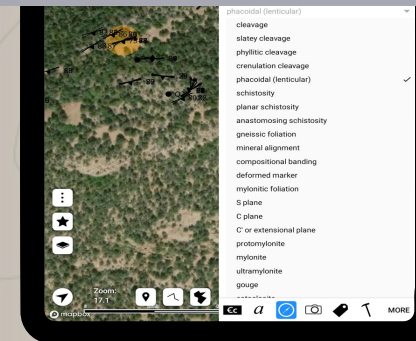 phacoidal (lenticular)
cleavage
slatey cleavage
phyllitic cleavage
crenulation cleavage
phacoidal (lenticular)
schistosity
planar schistosity
anastomosing schistosity
gneissic foliation
mineral alignment
compositional banding
deformed marker
mylonitic foliation
S plane
C plane
C' or extensional plane
protomylonite
mylonite
ultramylonite
gouge
Zoom:
17.1
mapbox
Єc
a
MORE